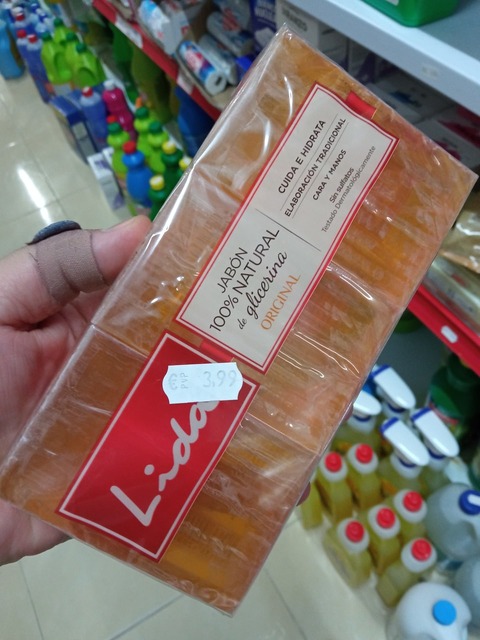 CUIDA E HIDRATA
ELABORACIÓN TRADICIONAL
CARA Y MANOS
Sin sulfatos
Testado Dermatológicamente
JABÓN
100% NATURAL
de glicerina
ORIGINAL
PVP 3,99
Lida